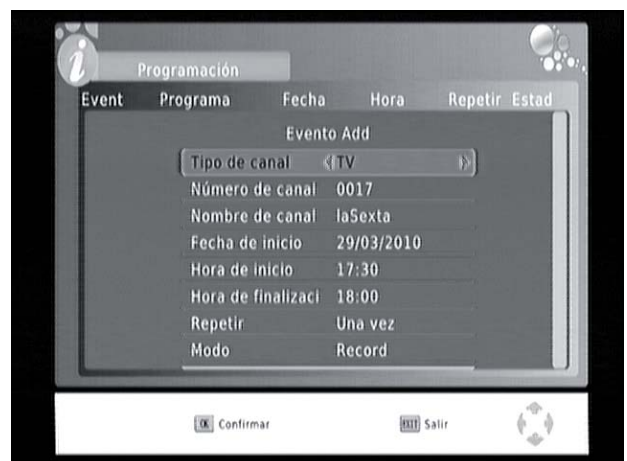 Programación
Event Programa Fecha Hora Repetir Estad
Evento Add
Tipo de canal TV
Número de canal 0017
Nombre de canal laSexta
Fecha de inicio 29/03/2010
Hora de inicio 17:30
Hora de finalizaci 18:00
Repetir Una vez
Modo Record
OK Confirmar EXIT Salir